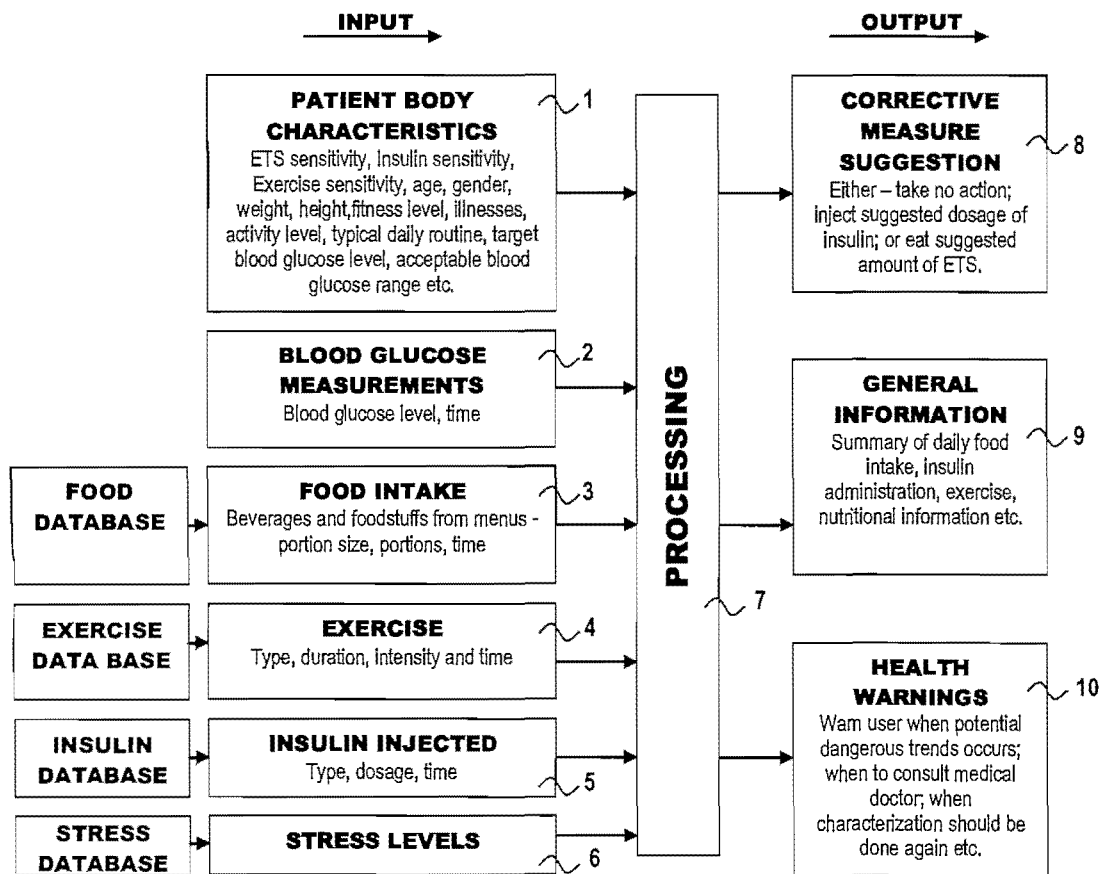 INPUT
OUTPUT
PATIENT BODY
CHARACTERISTICS
ETS sensitivity, Insulin sensitivity,
Exercise sensitivity, age, gender,
weight, height,fitness level, illnesses,
activity level, typical daily routine, target
blood glucose level, acceptable blood
glucose range etc.
1
BLOOD GLUCOSE
MEASUREMENTS
Blood glucose level, time
2
FOOD
DATABASE
FOOD INTAKE
Beverages and foodstuffs from menus -
portion size, portions, time
3
EXERCISE
DATA BASE
EXERCISE
Type, duration, intensity and time
4
INSULIN
DATABASE
INSULIN INJECTED
Type, dosage, time
5
STRESS
DATABASE
STRESS LEVELS
6
PROCESSING
7
CORRECTIVE
MEASURE
SUGGESTION
Either – take no action;
inject suggested dosage of
insulin; or eat suggested
amount of ETS.
8
GENERAL
INFORMATION
Summary of daily food
intake, insulin
administration, exercise,
nutritional information etc.
9
HEALTH
WARNINGS
Warn user when potential
dangerous trends occurs;
when to consult medical
doctor; when
characterization should be
done again etc.
10